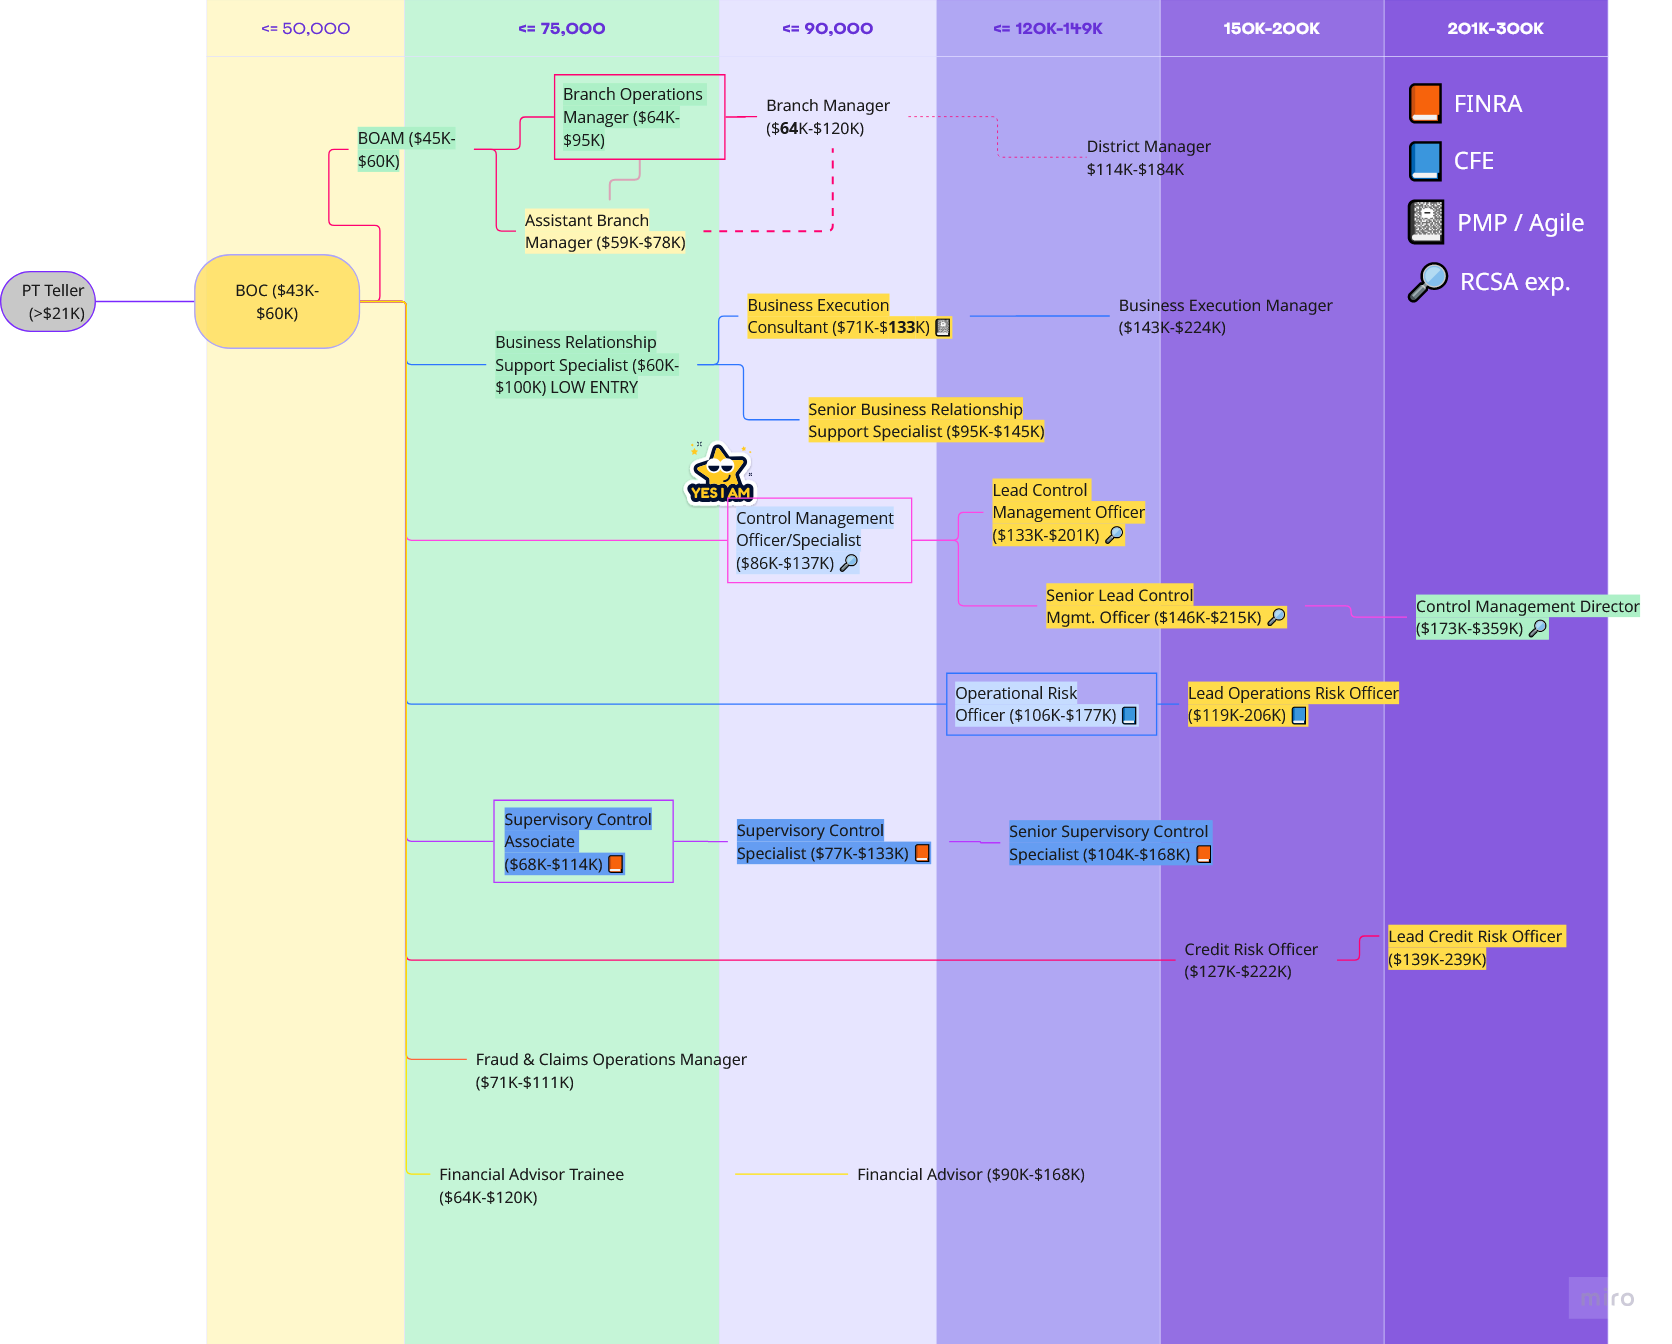 <= 50,000
<= 75,000
<= 90,000
<= 120K-149K
150K-200K
201K-300K
FINRA
CFE
PMP / Agile
RCSA exp.
Branch Operations
Manager ($64K-
$95K)
Branch Manager
($64K-$120K)
BOAM ($45K-
$60K)
District Manager
$114K-$184K
Assistant Branch
Manager ($59K-$78K)
PT Teller
(>$21K)
BOC ($43K-
$60K)
Business Execution
Consultant ($71K-$133K)
Business Execution Manager
($143K-$224K)
Business Relationship
Support Specialist ($60K-
$100K) LOW ENTRY
Senior Business Relationship
Support Specialist ($95K-$145K)
YES I AM
Control Management
Officer/Specialist
($86K-$137K)
Lead Control
Management Officer
($133K-$201K)
Senior Lead Control
Mgmt. Officer ($146K-$215K)
Control Management Director
($173K-$359K)
Operational Risk
Officer ($106K-$177K)
Lead Operations Risk Officer
($119K-206K)
Supervisory Control
Associate
($68K-$114K)
Supervisory Control
Specialist ($77K-$133K)
Senior Supervisory Control
Specialist ($104K-$168K)
Credit Risk Officer
($127K-$222K)
Lead Credit Risk Officer
($139K-239K)
Fraud & Claims Operations Manager
($71K-$111K)
Financial Advisor Trainee
($64K-$120K)
Financial Advisor ($90K-$168K)
miro